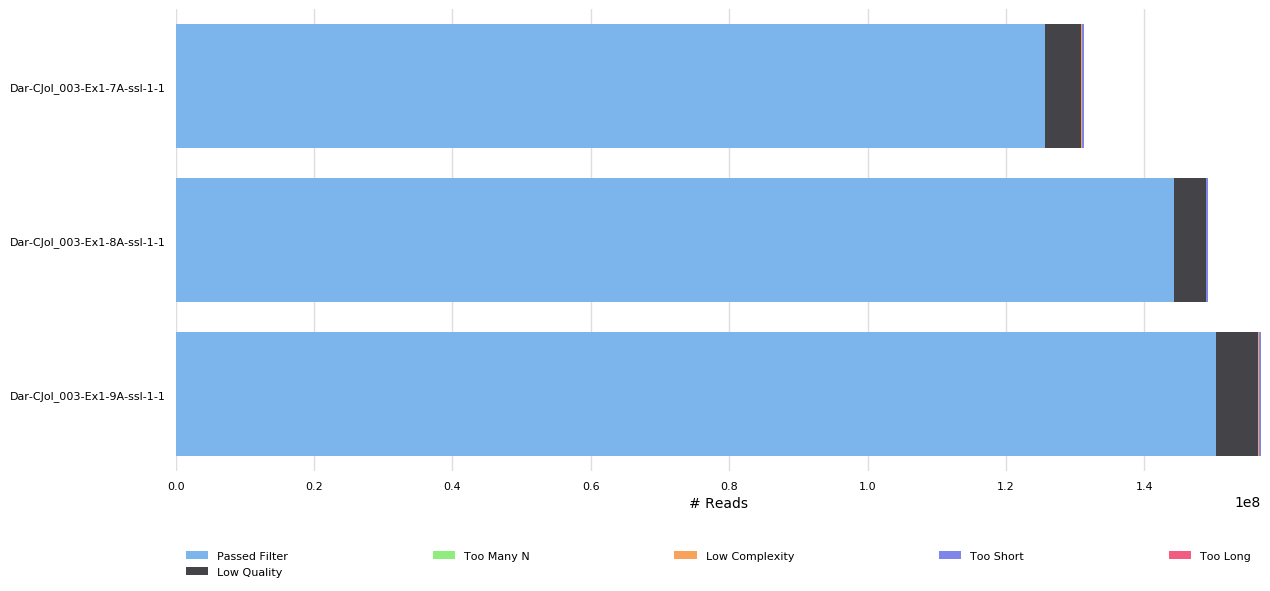 Dar-CJol_003-Ex1-7A-ssl-1-1
Dar-CJol_003-Ex1-8A-ssl-1-1
Dar-CJol_003-Ex1-9A-ssl-1-1
0.0 0.2 0.4 0.6 0.8 1.0 1.2 1.4
# Reads
1e8
Passed Filter Too Many N Low Complexity Too Short Too Long
Low Quality